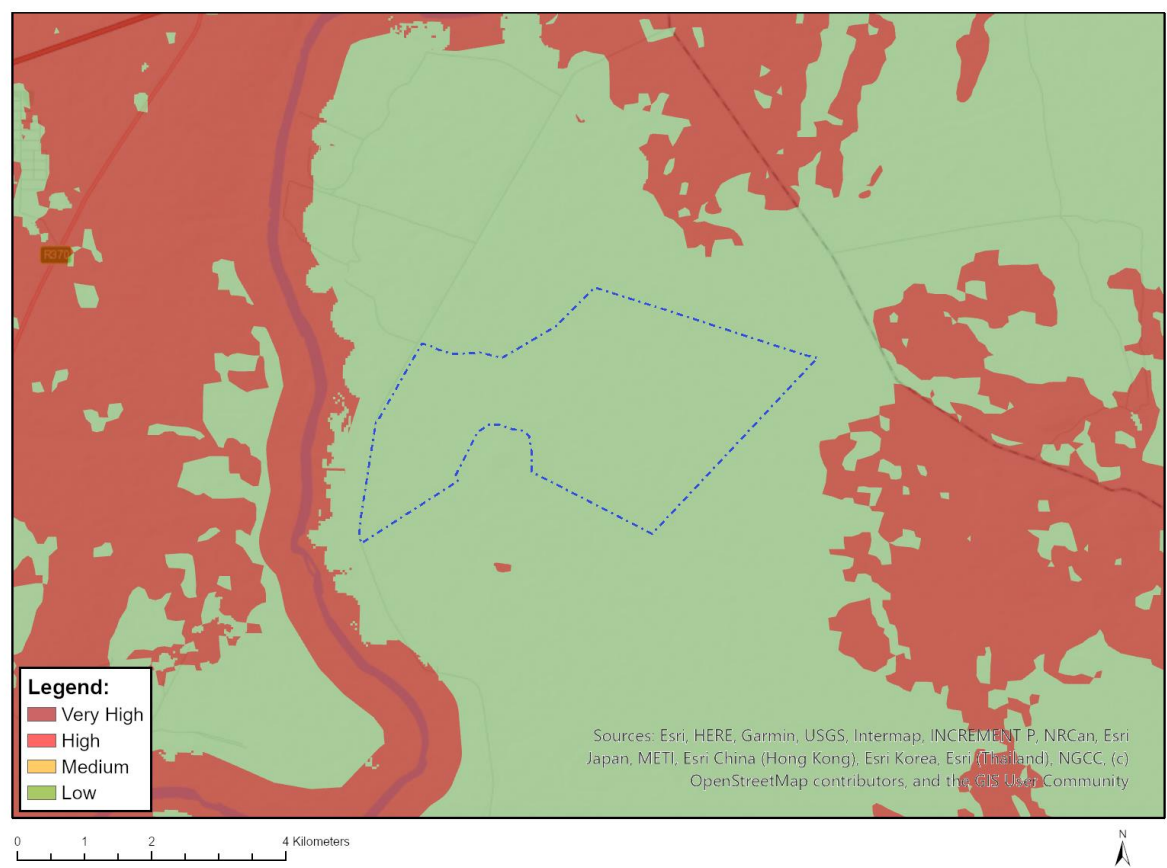 R370
Legend:
Very High
High
Medium
Low
Sources: Esri, HERE, Garmin, USGS, Intermap, INCREMENT P, NRCan, Esri
Japan, METI, Esri China (Hong Kong), Esri Korea, Esri (Thailand), NGCC, (c)
OpenStreetMap contributors, and the GIS User Community
0 1 2 4 Kilometers
N